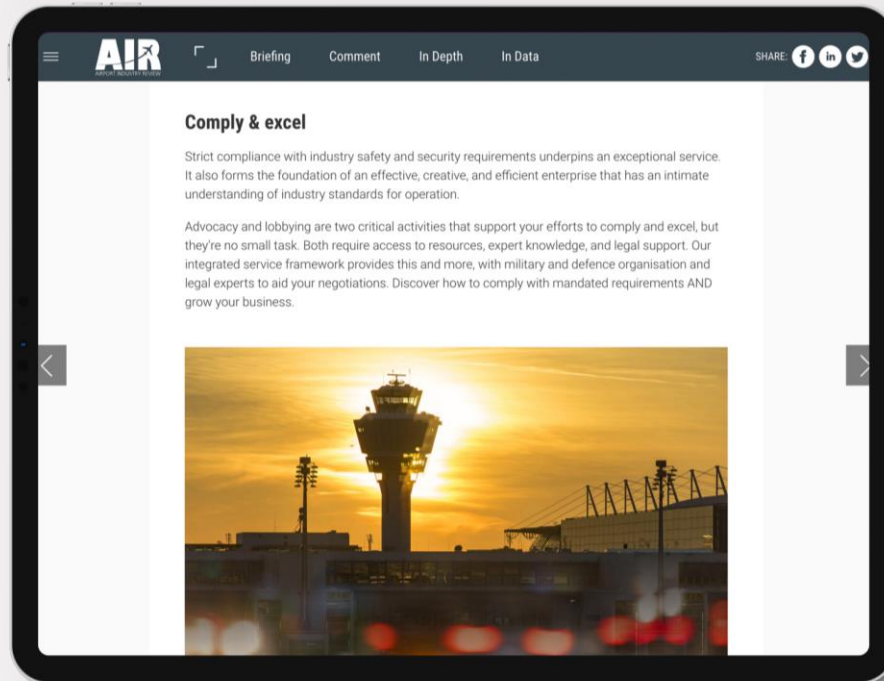 AIR
AIRPORT INDUSTRY REVIEW
Briefing
Comment
In Depth
In Data
SHARE:
Comply & excel
Strict compliance with industry safety and security requirements underpins an exceptional service.
It also forms the foundation of an effective, creative, and efficient enterprise that has an intimate
understanding of industry standards for operation.
Advocacy and lobbying are two critical activities that support your efforts to comply and excel, but
they're no small task. Both require access to resources, expert knowledge, and legal support. Our
integrated service framework provides this and more, with military and defence organisation and
legal experts to aid your negotiations. Discover how to comply with mandated requirements AND
grow your business.